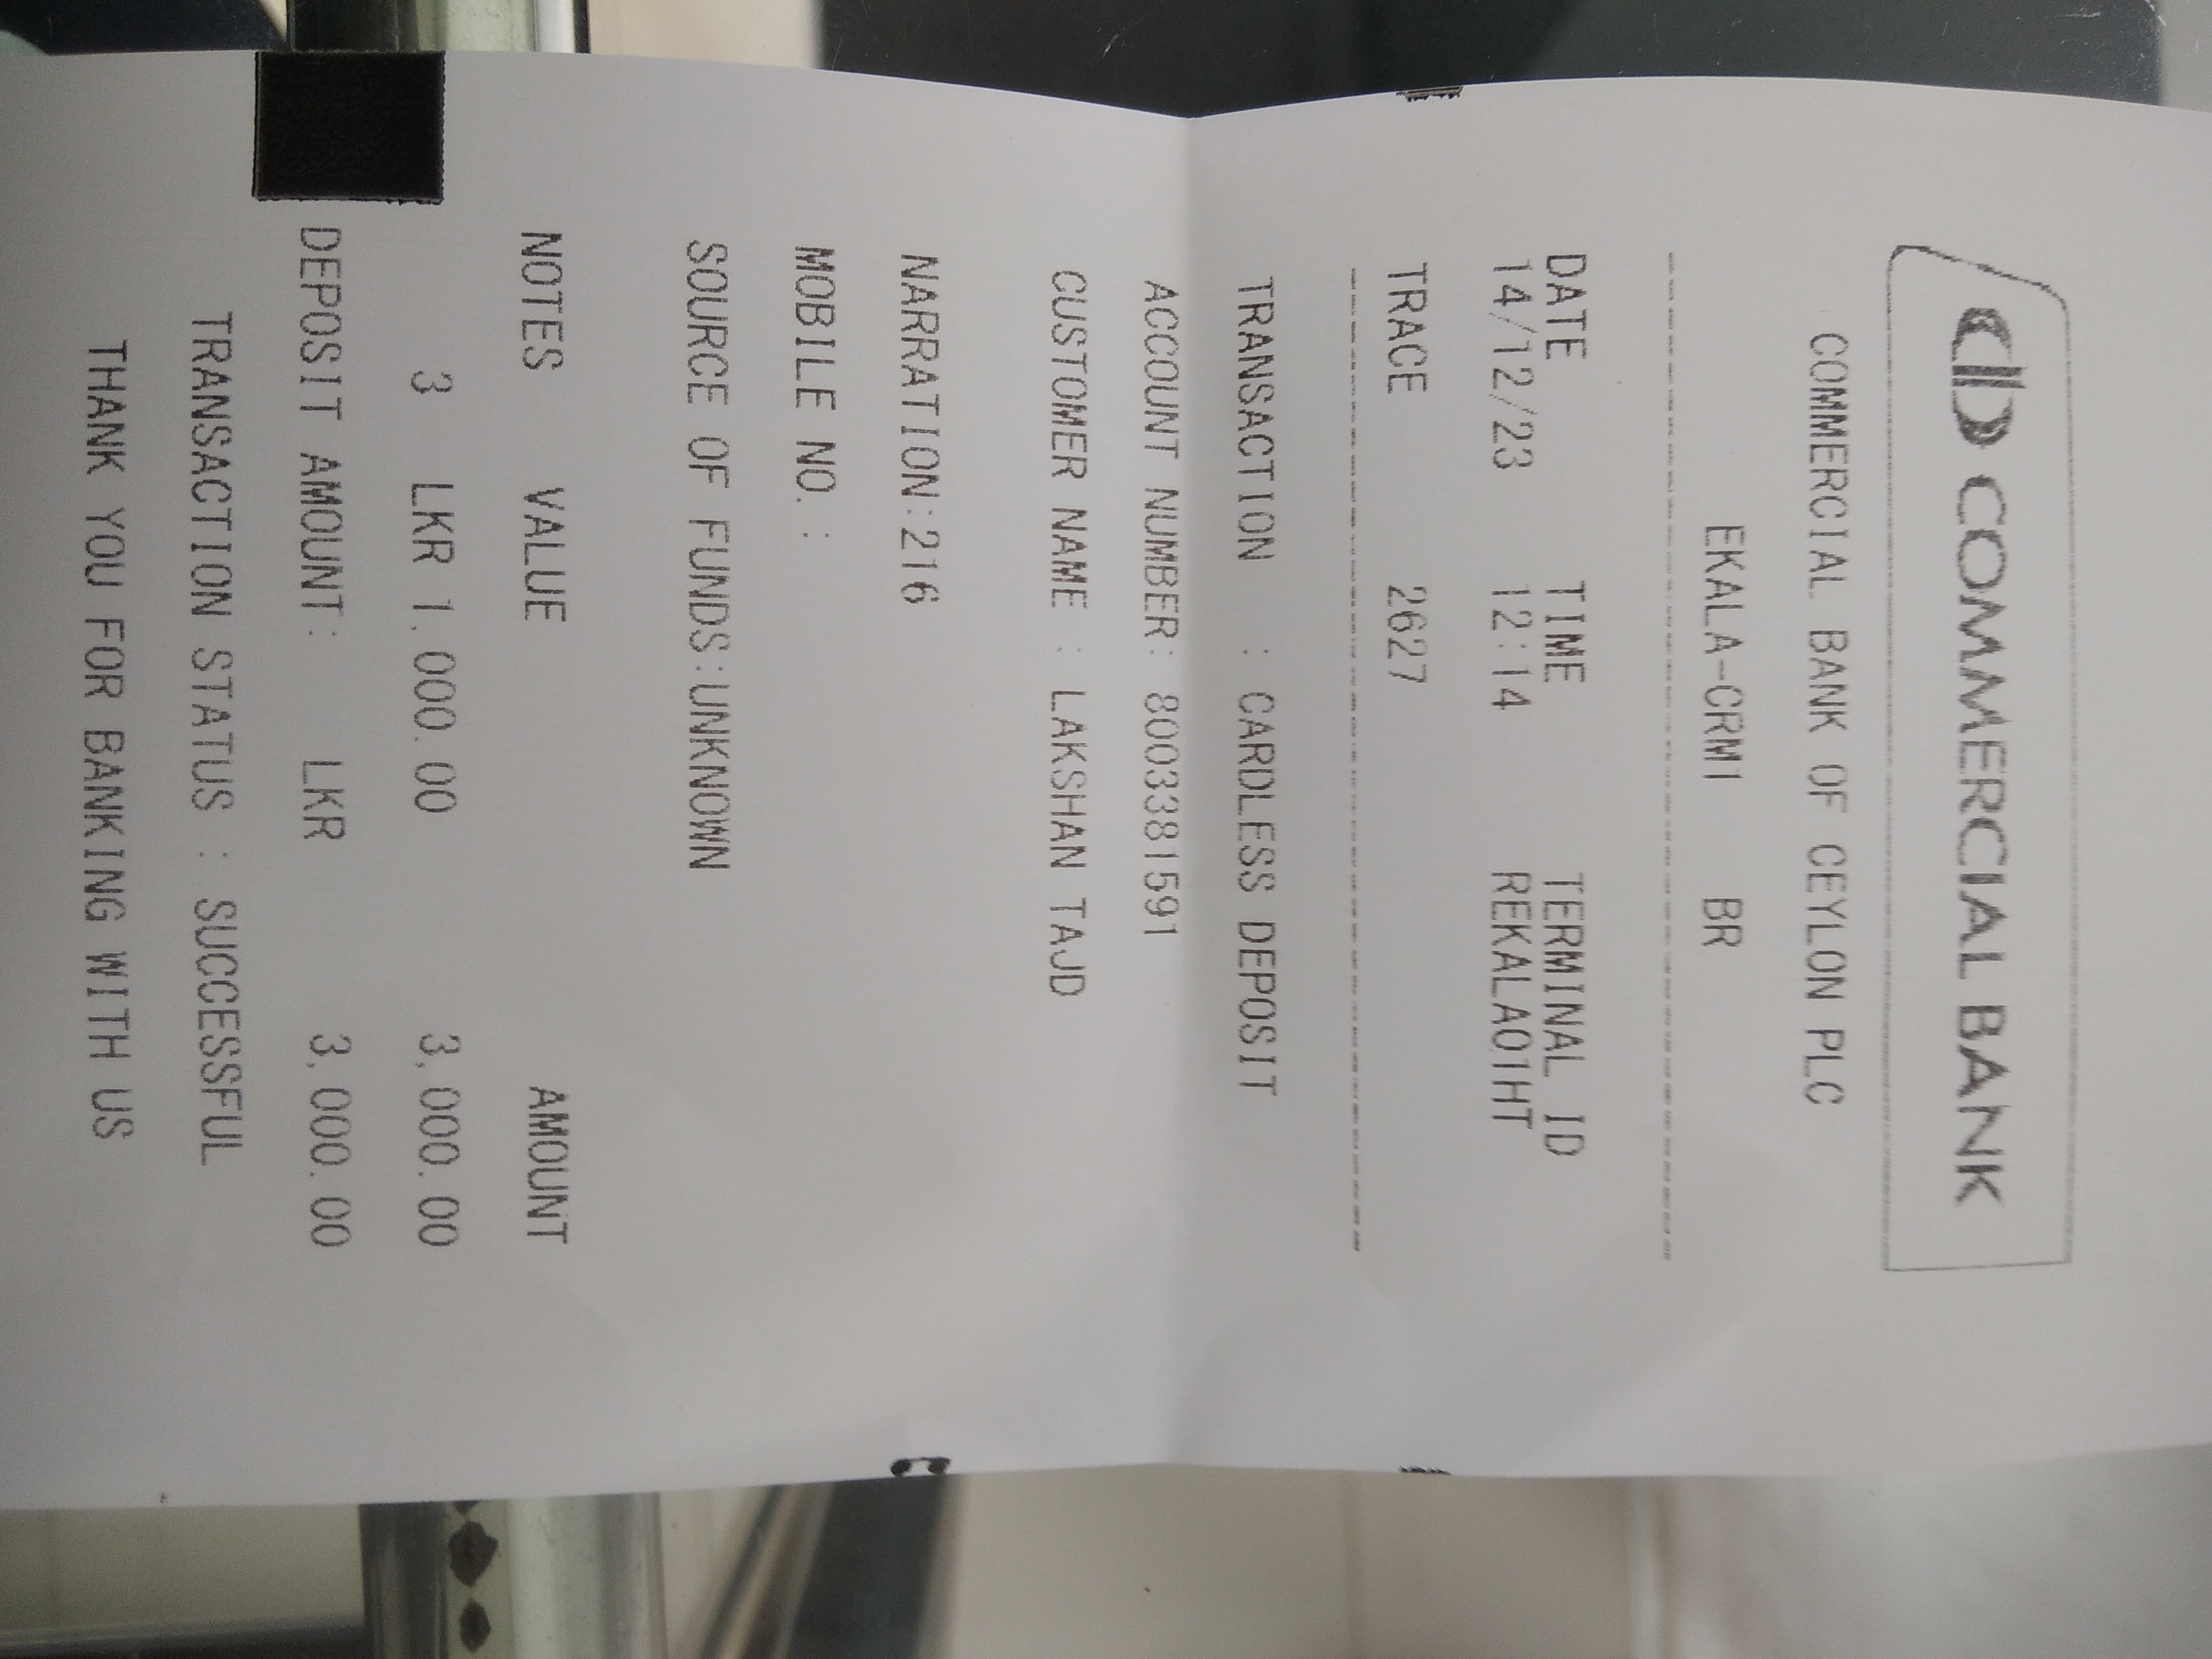 COMMERCIAL BANK
COMMERCIAL BANK OF CEYLON PLC
EKALA-CRM1 BR
DATE TIME TERMINAL ID
14/12/23 12:14 REKALA01HT
TRACE 2627
TRANSACTION : CARDLESS DEPOSIT
ACCOUNT NUMBER: 8003381591
CUSTOMER NAME : LAKSHAN TAJD
NARRATION:216
MOBILE NO.:
SOURCE OF FUNDS:UNKNOWN
NOTES VALUE AMOUNT
3 LKR 1.000.00 3,000.00
DEPOSIT AMOUNT: LKR 3,000.00
TRANSACTION STATUS : SUCCESSFUL
THANK YOU FOR BANKING WITH US